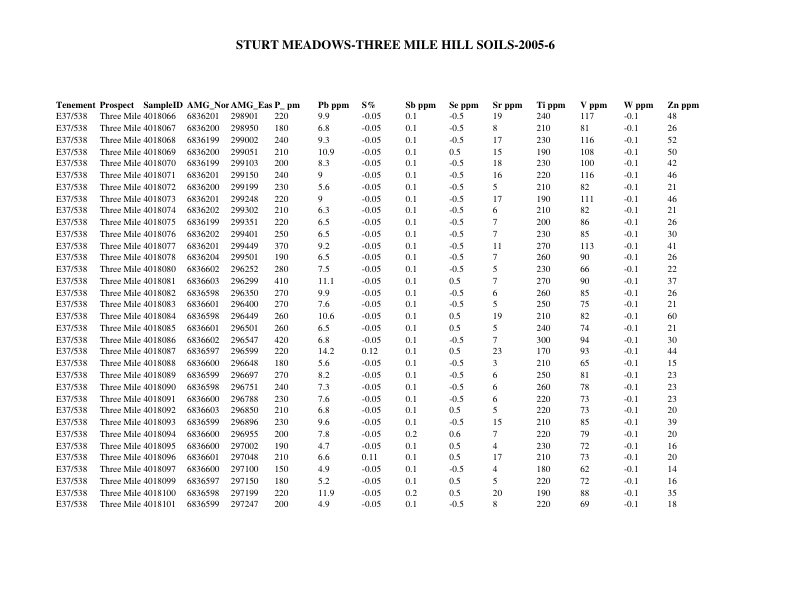 STURT MEADOWS-THREE MILE HILL SOILS-2005-6
Tenement Prospect SampleID AMG_Nor AMG_Eas P_ pm Pb ppm S% Sb ppm Se ppm Sr ppm Ti ppm V ppm W ppm Zn ppm
E37/538 Three Mile 4018066 6836201 298901 220 9.9 -0.05 0.1 -0.5 19 240 117 -0.1 48
E37/538 Three Mile 4018067 6836200 298950 180 6.8 -0.05 0.1 -0.5 8 210 81 -0.1 26
E37/538 Three Mile 4018068 6836199 299002 240 9.3 -0.05 0.1 -0.5 17 230 116 -0.1 52
E37/538 Three Mile 4018069 6836200 299051 210 10.9 -0.05 0.1 0.5 15 190 108 -0.1 50
E37/538 Three Mile 4018070 6836199 299103 200 8.3 -0.05 0.1 -0.5 18 230 100 -0.1 42
E37/538 Three Mile 4018071 6836201 299150 240 9 -0.05 0.1 -0.5 16 220 116 -0.1 46
E37/538 Three Mile 4018072 6836200 299199 230 5.6 -0.05 0.1 -0.5 5 210 82 -0.1 21
E37/538 Three Mile 4018073 6836201 299248 220 9 -0.05 0.1 -0.5 17 190 111 -0.1 46
E37/538 Three Mile 4018074 6836202 299302 210 6.3 -0.05 0.1 -0.5 6 210 82 -0.1 21
E37/538 Three Mile 4018075 6836199 299351 220 6.5 -0.05 0.1 -0.5 7 200 86 -0.1 26
E37/538 Three Mile 4018076 6836202 299401 250 6.5 -0.05 0.1 -0.5 7 230 85 -0.1 30
E37/538 Three Mile 4018077 6836201 299449 370 9.2 -0.05 0.1 -0.5 11 270 113 -0.1 41
E37/538 Three Mile 4018078 6836204 299501 190 6.5 -0.05 0.1 -0.5 7 260 90 -0.1 26
E37/538 Three Mile 4018080 6836602 296252 280 7.5 -0.05 0.1 -0.5 5 230 66 -0.1 22
E37/538 Three Mile 4018081 6836603 296299 410 11.1 -0.05 0.1 0.5 7 270 90 -0.1 37
E37/538 Three Mile 4018082 6836598 296350 270 9.9 -0.05 0.1 -0.5 6 260 85 -0.1 26
E37/538 Three Mile 4018083 6836601 296400 270 7.6 -0.05 0.1 -0.5 5 250 75 -0.1 21
E37/538 Three Mile 4018084 6836598 296449 260 10.6 -0.05 0.1 0.5 19 210 82 -0.1 60
E37/538 Three Mile 4018085 6836601 296501 260 6.5 -0.05 0.1 0.5 5 240 74 -0.1 21
E37/538 Three Mile 4018086 6836602 296547 420 6.8 -0.05 0.1 -0.5 7 300 94 -0.1 30
E37/538 Three Mile 4018087 6836597 296599 220 14.2 0.12 0.1 0.5 23 170 93 -0.1 44
E37/538 Three Mile 4018088 6836600 296648 180 5.6 -0.05 0.1 -0.5 3 210 65 -0.1 15
E37/538 Three Mile 4018089 6836599 296697 270 8.2 -0.05 0.1 -0.5 6 250 81 -0.1 23
E37/538 Three Mile 4018090 6836598 296751 240 7.3 -0.05 0.1 -0.5 6 260 78 -0.1 23
E37/538 Three Mile 4018091 6836600 296788 230 7.6 -0.05 0.1 -0.5 6 220 73 -0.1 23
E37/538 Three Mile 4018092 6836603 296850 210 6.8 -0.05 0.1 0.5 5 220 73 -0.1 20
E37/538 Three Mile 4018093 6836599 296896 230 9.6 -0.05 0.1 -0.5 15 210 85 -0.1 39
E37/538 Three Mile 4018094 6836600 296955 200 7.8 -0.05 0.2 0.6 7 220 79 -0.1 20
E37/538 Three Mile 4018095 6836600 297002 190 4.7 -0.05 0.1 0.5 4 230 72 -0.1 16
E37/538 Three Mile 4018096 6836601 297048 210 6.6 0.11 0.1 0.5 17 210 73 -0.1 20
E37/538 Three Mile 4018097 6836600 297100 150 4.9 -0.05 0.1 -0.5 4 180 62 -0.1 14
E37/538 Three Mile 4018099 6836597 297150 180 5.2 -0.05 0.1 0.5 5 220 72 -0.1 16
E37/538 Three Mile 4018100 6836598 297199 220 11.9 -0.05 0.2 0.5 20 190 88 -0.1 35
E37/538 Three Mile 4018101 6836599 297247 200 4.9 -0.05 0.1 -0.5 8 220 69 -0.1 18